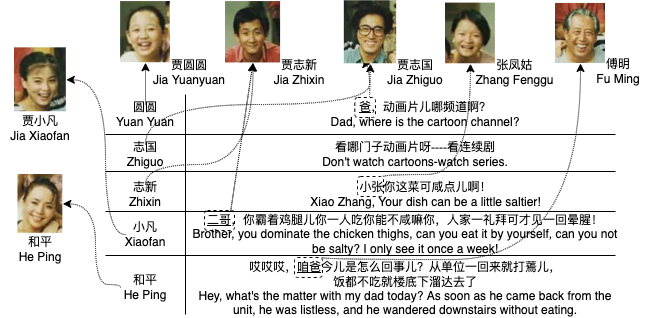 贾圆圆
Jia Yuanyuan
贾志新
Jia Zhixin
贾志国
Jia Zhiguo
张凤姑
Zhang Fenggu
傅明
Fu Ming
贾小凡
Jia Xiaofan
圆圆
Yuan Yuan
爸，动画片儿哪频道啊?
Dad, where is the cartoon channel?
志国
Zhiguo
看哪门子动画片呀----看连续剧
Don't watch cartoons-watch series.
志新
Zhixin
小张你这菜可咸点儿啊!
Xiao Zhang, Your dish can be a little saltier!
和平
He Ping
小凡
Xiaofan
二哥，你霸着鸡腿儿你一人吃你能不咸嘛你，人家一礼拜可才见一回晕腥!
Brother, you dominate the chicken thighs, can you eat it by yourself, can you not
be salty? I only see it once a week!
和平
He Ping
哎哎哎，咱爸今儿是怎么回事儿？从单位一回来就打蔫儿，
饭都不吃就楼底下溜达去了
Hey, what's the matter with my dad today? As soon as he came back from the
unit, he was listless, and he wandered downstairs without eating.